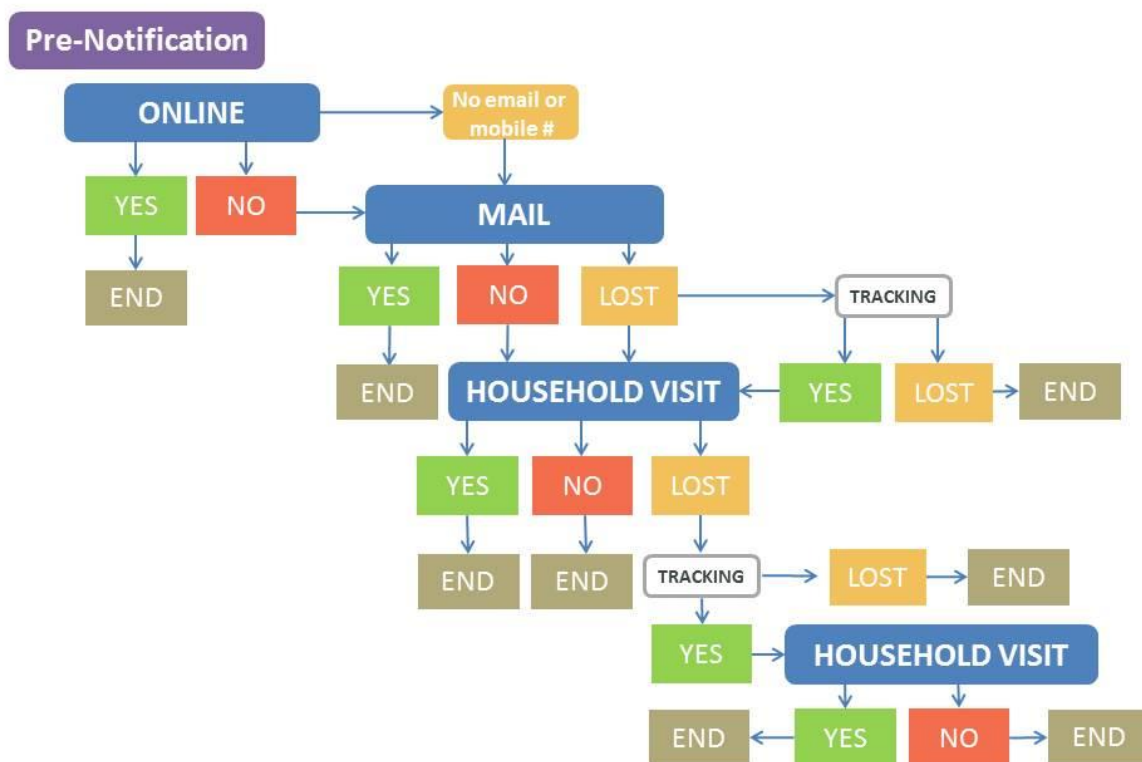 Pre-Notification
ONLINE
No email or
mobile #
YES
NO
MAIL
END
YES
NO
LOST
TRACKING
END
HOUSEHOLD VISIT
YES
LOST
END
YES
NO
LOST
END
END
TRACKING
LOST
END
YES
HOUSEHOLD VISIT
END
YES
NO
END